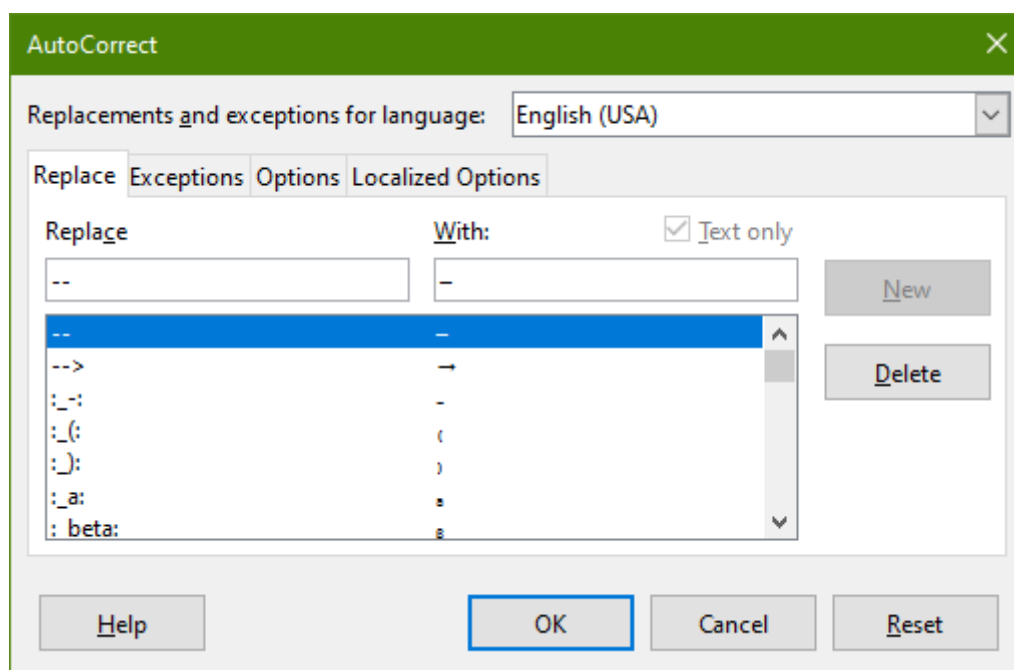 AutoCorrect
Replacements and exceptions for language: English (USA)
Replace Exceptions Options Localized Options
Replace With: Text only
-- – New
-- –
--> → Delete
:_-: ₋
:_(: ₍
:_): ₎
:_a: ₐ
:_beta: ᵦ
Help OK Cancel Reset